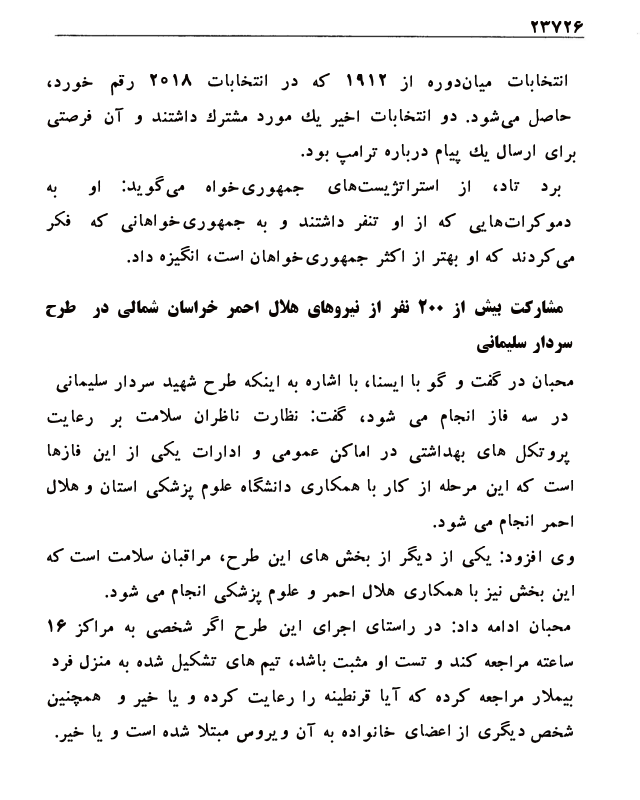 ۲۳۷۲۶
انتخابات میان‌دوره از ۱۹۱۲ که در انتخابات ۲۰۱۸ رقم خورد،
حاصل می‌شود. دو انتخابات اخیر یك مورد مشترك داشتند و آن فرصتی
برای ارسال یك پیام درباره ترامپ بود.
برد تاد، از استراتژیست‌های جمهوری‌خواه می‌گوید: او به
دموکرات‌هایی که از او تنفر داشتند و به جمهوری‌خواهانی که فکر
می‌کردند که او بهتر از اکثر جمهوری‌خواهان است، انگیزه داد.
مشارکت بیش از ۲۰۰ نفر از نیروهای هلال احمر خراسان شمالی در طرح
سردار سلیمانی
محبان در گفت و گو با ایسنا، با اشاره به اینکه طرح شهید سردار سلیمانی
در سه فاز انجام می شود، گفت: نظارت ناظران سلامت بر رعایت
پروتکل های بهداشتی در اماکن عمومی و ادارات یکی از این فازها
است که این مرحله از کار با همکاری دانشگاه علوم پزشکی استان و هلال
احمر انجام می شود.
وی افزود: یکی از دیگر از بخش های این طرح، مراقبان سلامت است که
این بخش نیز با همکاری هلال احمر و علوم پزشکی انجام می شود.
محبان ادامه داد: در راستای اجرای این طرح اگر شخصی به مراکز ۱۶
ساعته مراجعه کند و تست او مثبت باشد، تیم های تشکیل شده به منزل فرد
بیملار مراجعه کرده که آیا قرنطینه را رعایت کرده و یا خیر و همچنین
شخص دیگری از اعضای خانواده به آن ویروس مبتلا شده است و یا خیر.